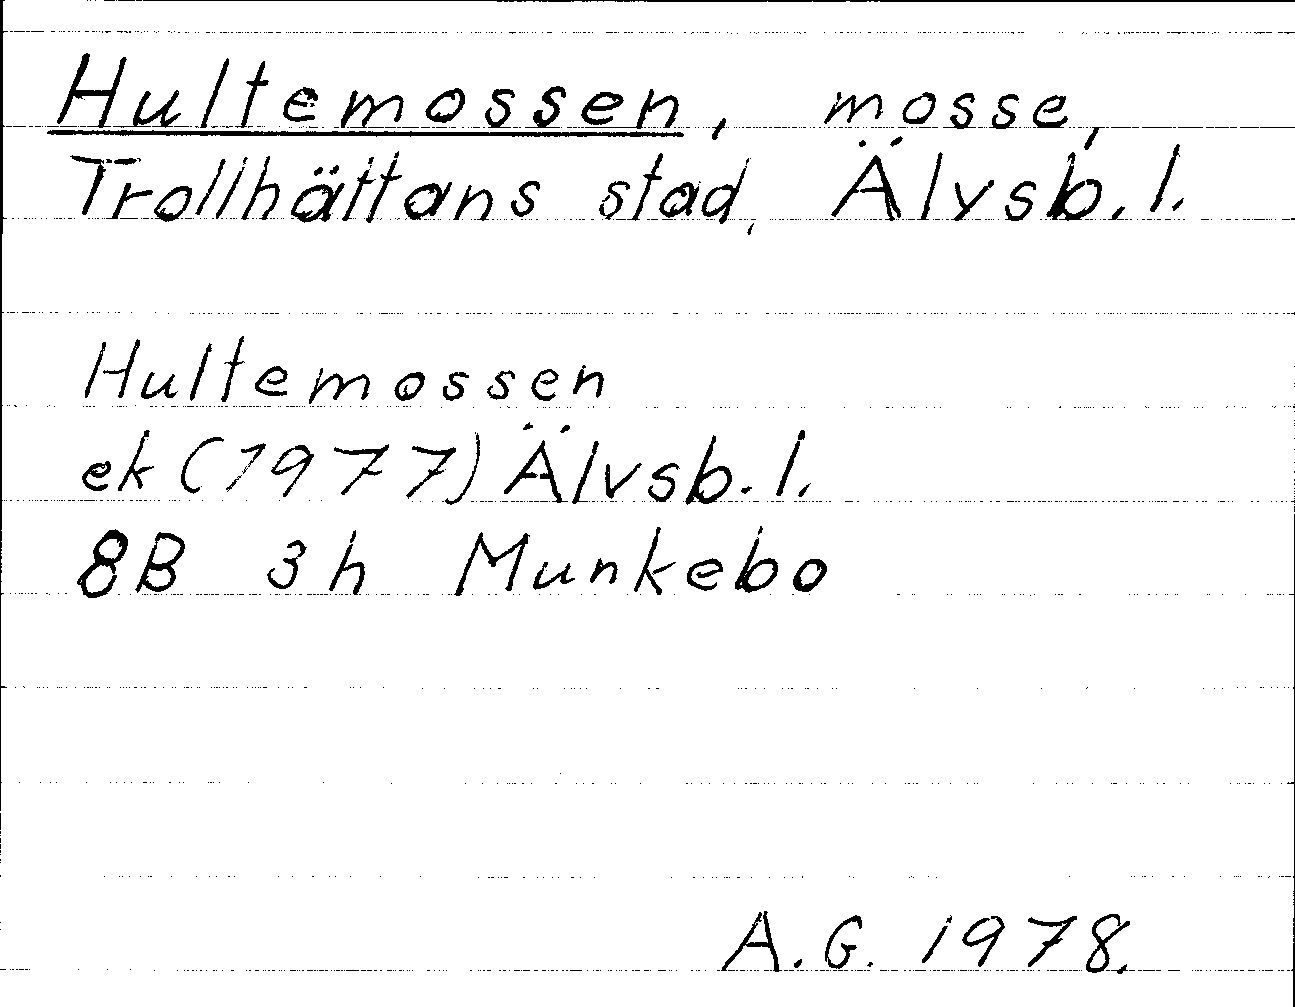 Hultemossen, mosse,
Trollhättans stad, Älvsb. l.
Hultemossen
ek (1977) Älvsb. l.
8B 3h Munkebo
A. G. 1978.